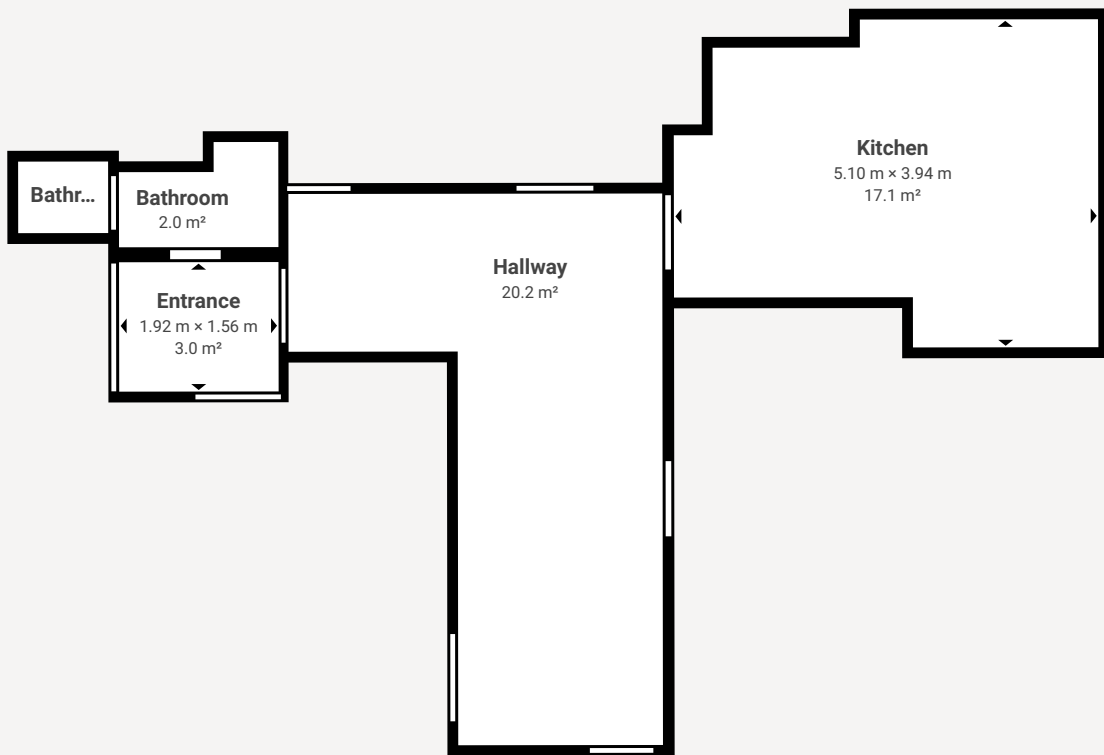 Kitchen
5.10 m × 3.94 m
17.1 m²
Bathr...
Bathroom
2.0 m²
Hallway
20.2 m²
Entrance
1.92 m × 1.56 m
3.0 m²